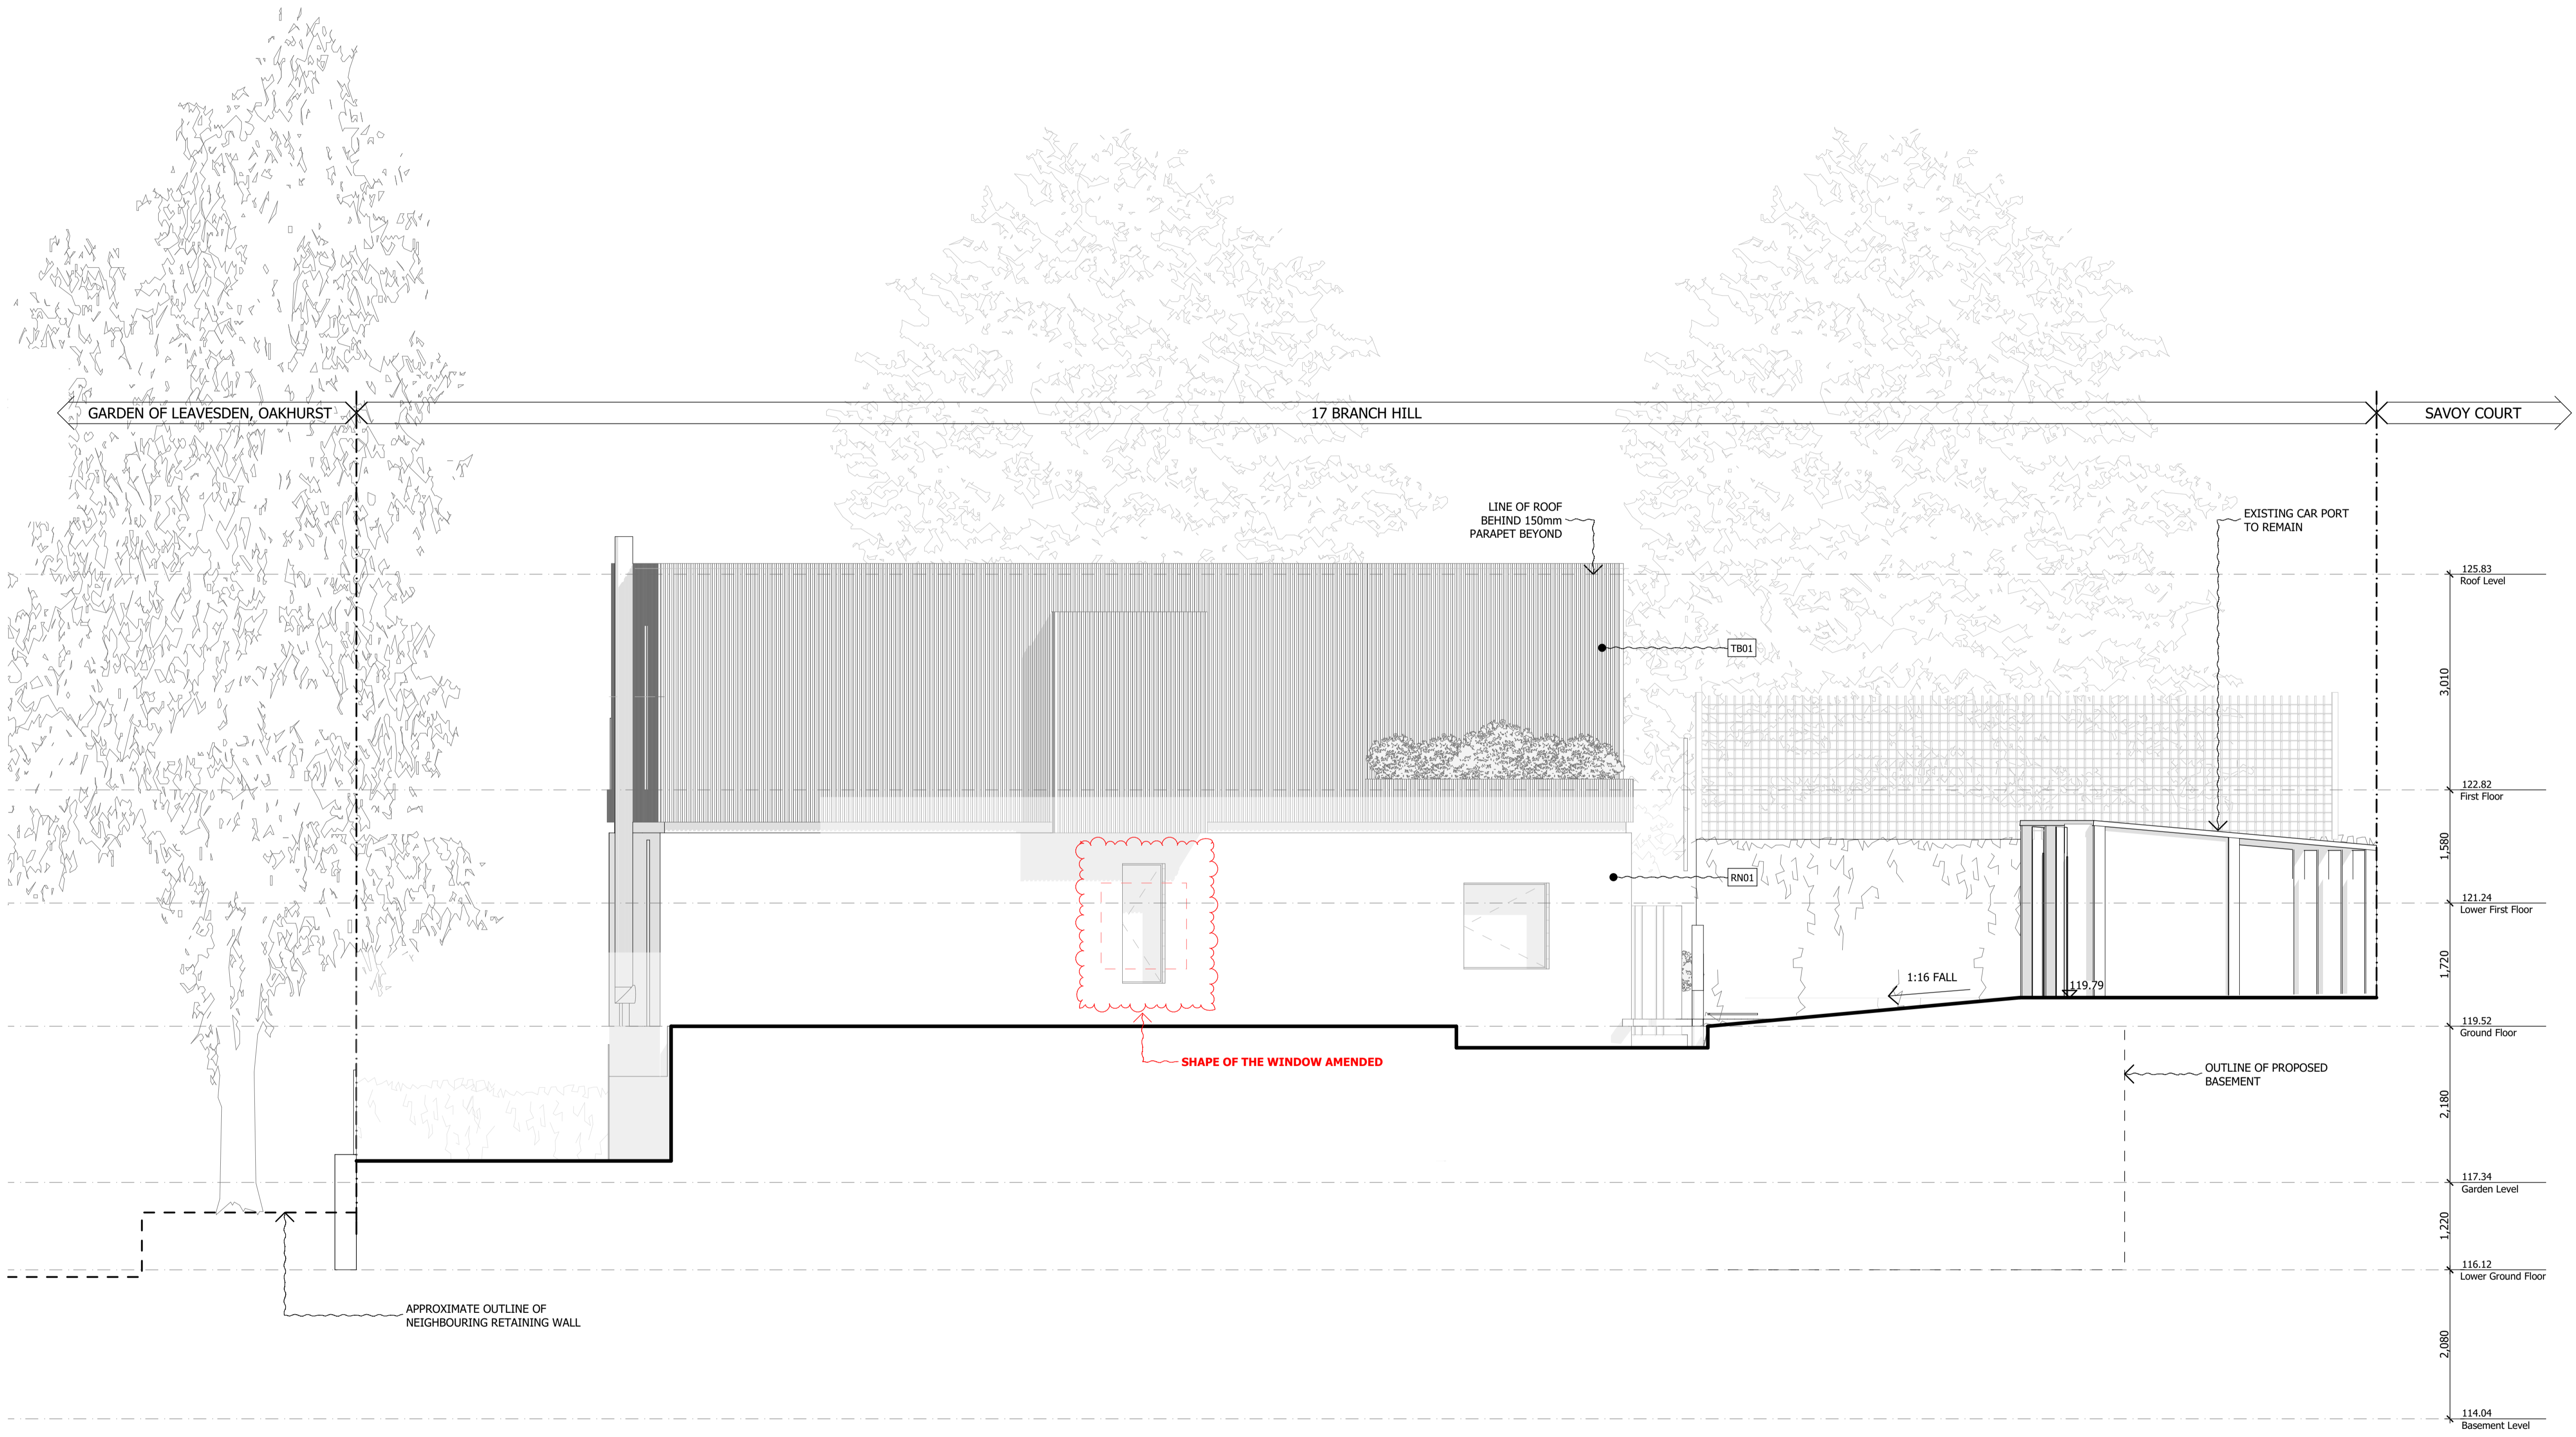 GARDEN OF LEAVESDEN, OAKHURST
17 BRANCH HILL
SAVOY COURT
LINE OF ROOF
BEHIND 150mm
PARAPET BEYOND
EXISTING CAR PORT
TO REMAIN
125.83
Roof Level
TB01
3,010
122.82
First Floor
1,580
RN01
121.24
Lower First Floor
1,720
1:16 FALL
119.79
119.52
Ground Floor
SHAPE OF THE WINDOW AMENDED
OUTLINE OF PROPOSED
BASEMENT
2,180
117.34
Garden Level
1,220
116.12
Lower Ground Floor
APPROXIMATE OUTLINE OF
NEIGHBOURING RETAINING WALL
2,080
114.04
Basement Level